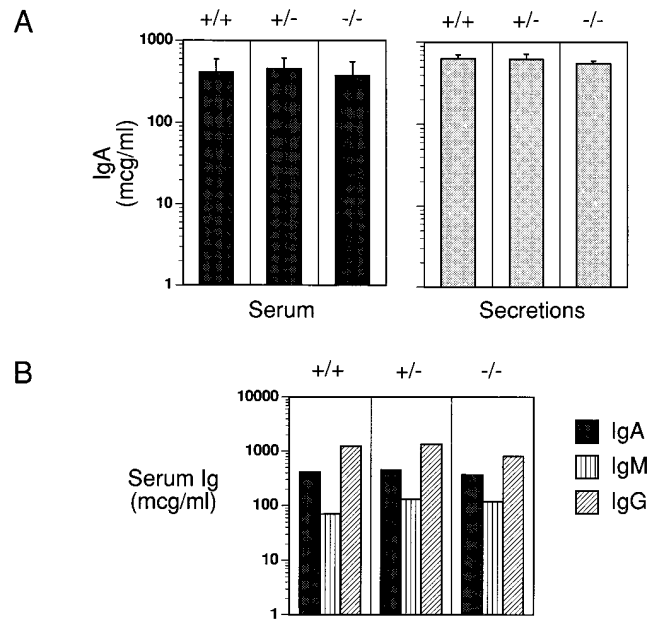 A
+/+ +/- -/- +/+ +/- -/-
1000
100
10
1
IgA
(mcg/ml)
Serum Secretions
B
+/+ +/- -/-
10000
1000
100
10
1
Serum Ig
(mcg/ml)
IgA
IgM
IgG